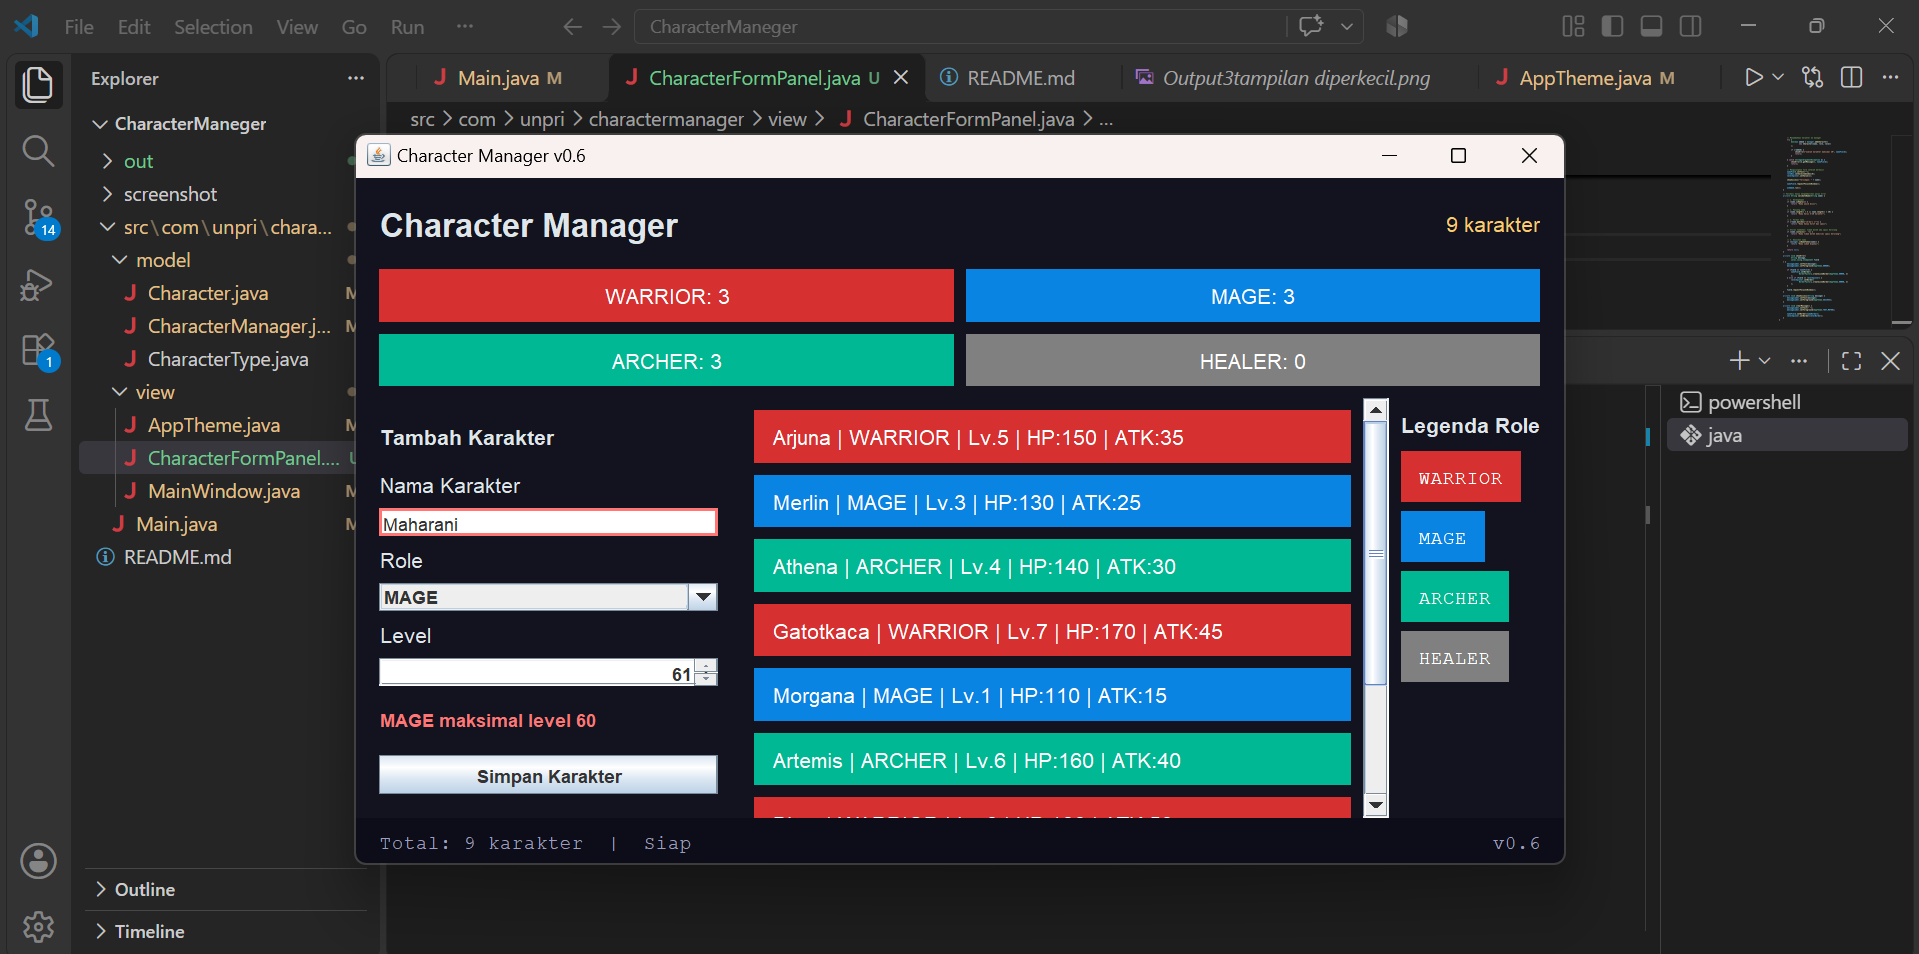 File Edit Selection View Go Run ···
CharacterManeger
Explorer ···
CharacterManeger
out
screenshot
src\com\unpri\chara...
model
Character.java M
CharacterManager.j... M
CharacterType.java
view
AppTheme.java M
CharacterFormPanel.... U
MainWindow.java M
Main.java M
README.md
Outline
Timeline
14
1
Main.java M
CharacterFormPanel.java U
README.md
Output3tampilan diperkecil.png
AppTheme.java M
src > com > unpri > charactermanager > view > CharacterFormPanel.java > ...
powershell
java
Character Manager v0.6
Character Manager
9 karakter
WARRIOR: 3
MAGE: 3
ARCHER: 3
HEALER: 0
Tambah Karakter
Nama Karakter
Maharani
Role
MAGE
Level
61
MAGE maksimal level 60
Simpan Karakter
Arjuna | WARRIOR | Lv.5 | HP:150 | ATK:35
Merlin | MAGE | Lv.3 | HP:130 | ATK:25
Athena | ARCHER | Lv.4 | HP:140 | ATK:30
Gatotkaca | WARRIOR | Lv.7 | HP:170 | ATK:45
Morgana | MAGE | Lv.1 | HP:110 | ATK:15
Artemis | ARCHER | Lv.6 | HP:160 | ATK:40
Legenda Role
WARRIOR
MAGE
ARCHER
HEALER
Total: 9 karakter | Siap
v0.6